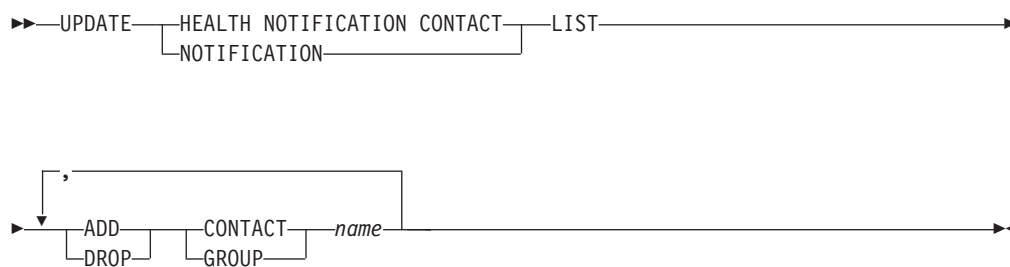 UPDATE HEALTH NOTIFICATION CONTACT LIST
NOTIFICATION
,
ADD CONTACT name
DROP GROUP